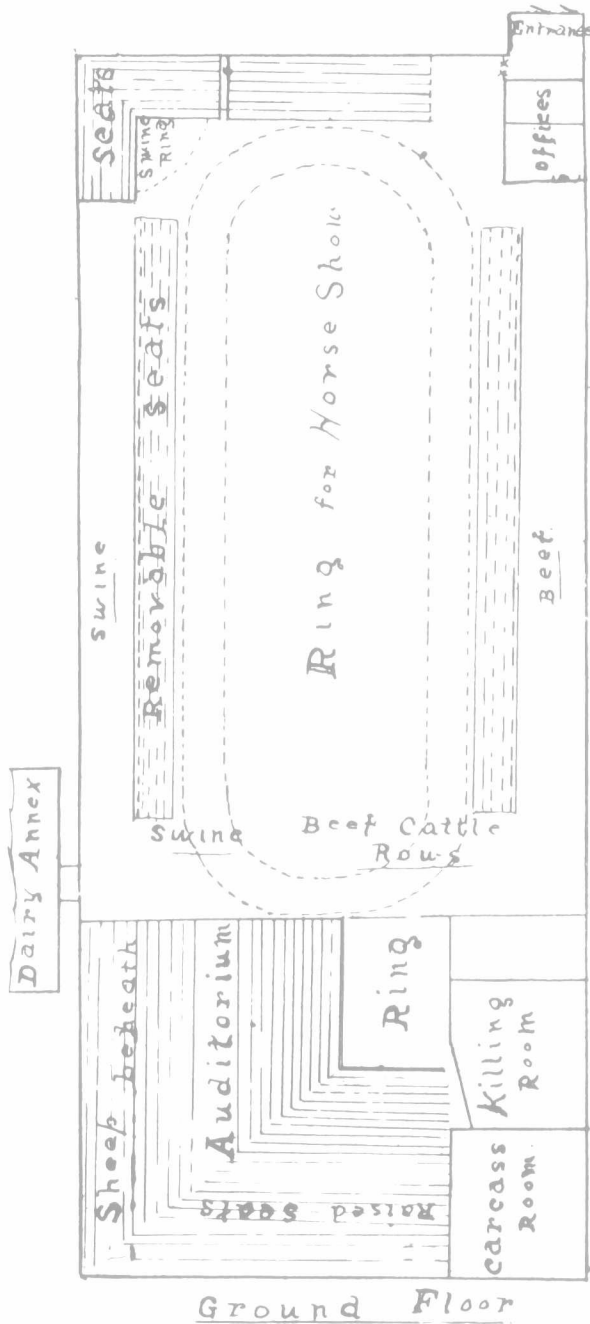 Entrance
Offices
Seats
Swine
Ring
Removable Seats
Ring for Horse Show
Swine
Beef.
Swine
Beef Cattle
Rows
Dairy Annex
Sheep beneath
Auditorium
Ring
Killing
Room
Raised Seats
Carcass
Room.
Ground Floor